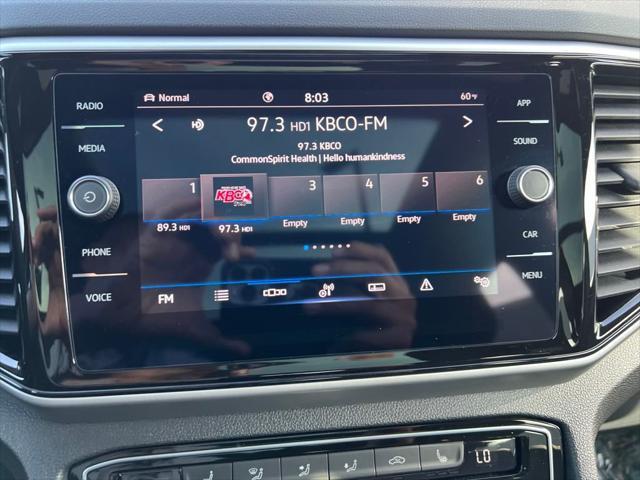 RADIO
MEDIA
PHONE
VOICE
Normal
8:03
60°F
97.3 HD1 KBCO-FM
97.3 KBCO
CommonSpirit Health | Hello humankindness
1
3
4
5
6
KBCO
89.3 HD1
97.3 HD1
Empty
Empty
Empty
Empty
FM
APP
SOUND
CAR
MENU
LO